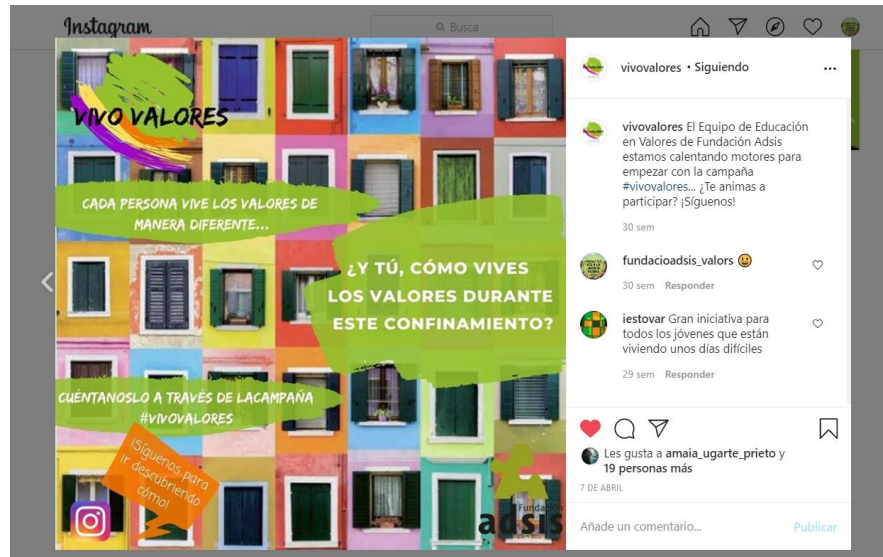 Instagram
Busca
VIVO VALORES
CADA PERSONA VIVE LOS VALORES DE
MANERA DIFERENTE...
¿Y TÚ, CÓMO VIVES
LOS VALORES DURANTE
ESTE CONFINAMIENTO?
CUÉNTANOSLO A TRAVÉS DE LACAMPAÑA
#VIVOVALORES
¡Síguenos para
ir descubriendo
cómo!
Fundación
adsis
vivovalores • Siguiendo
vivovalores El Equipo de Educación
en Valores de Fundación Adsis
estamos calentando motores para
empezar con la campaña
#vivovalores... ¿Te animas a
participar? ¡Síguenos!
30 sem
fundacioadsis_valors
30 sem Responder
iestovar Gran iniciativa para
todos los jóvenes que están
viviendo unos días difíciles
29 sem Responder
Les gusta a amaia_ugarte_prieto y
19 personas más
7 DE ABRIL
Añade un comentario...
Publicar